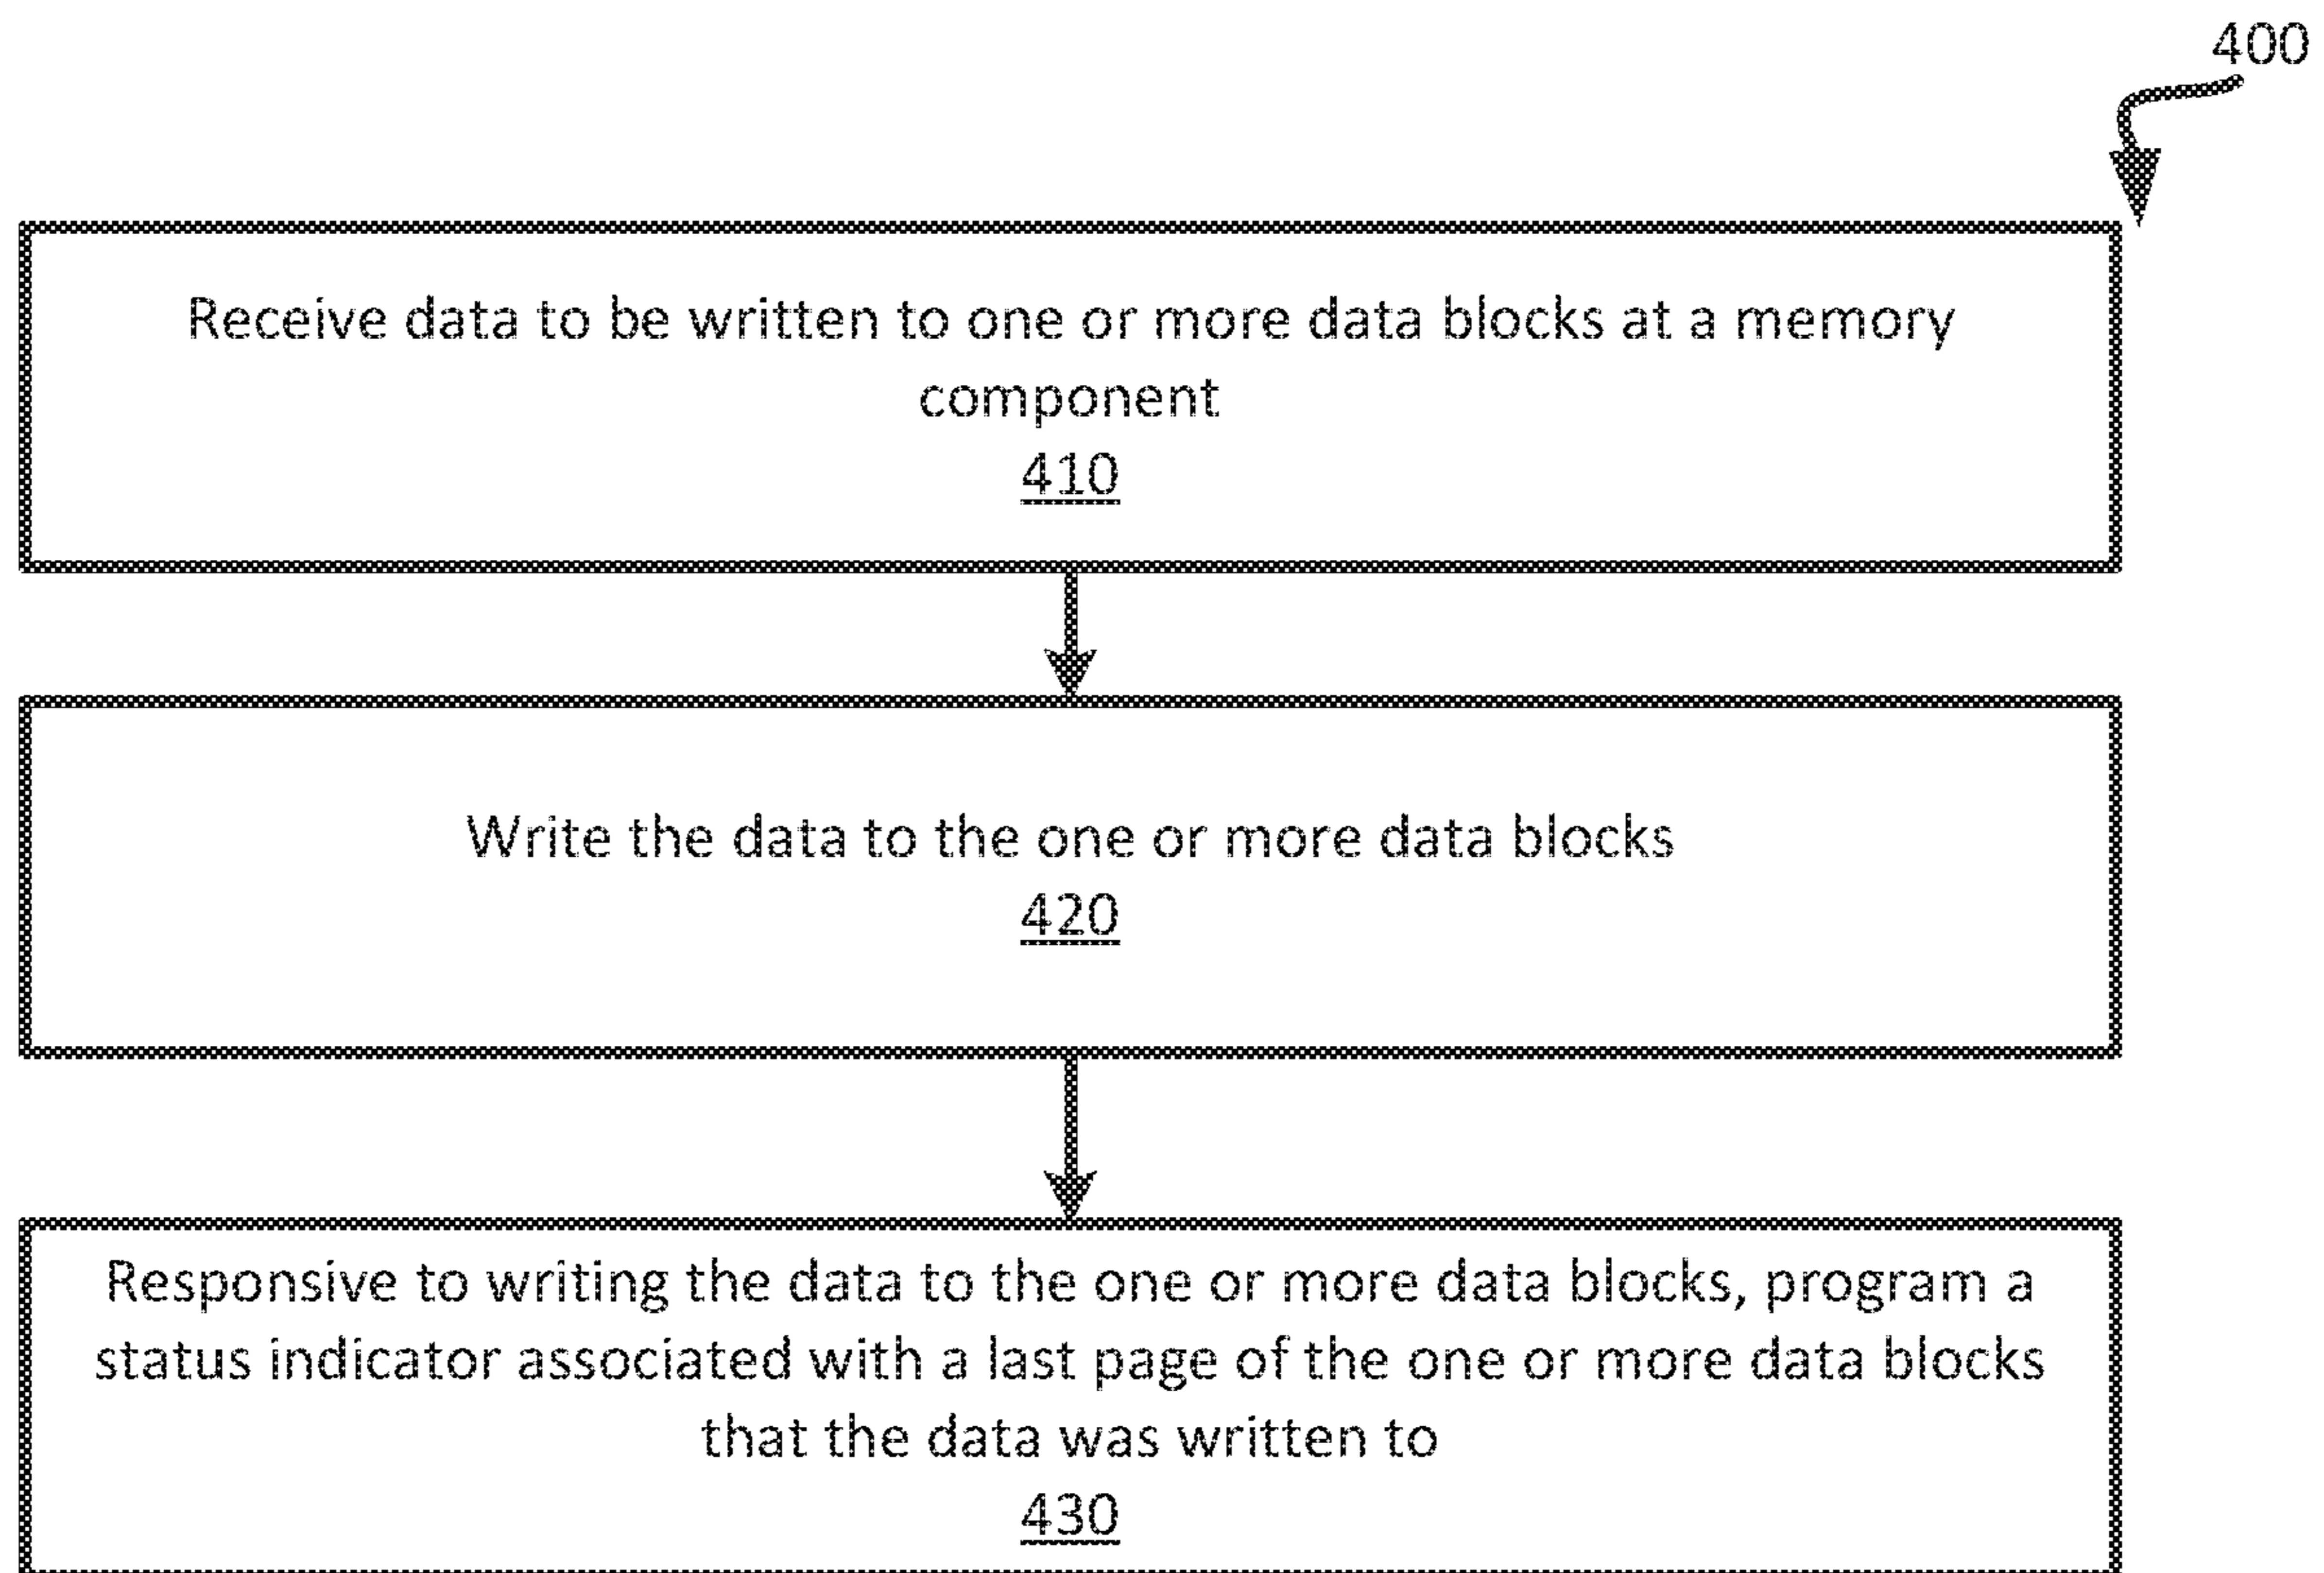 400
Receive data to be written to one or more data blocks at a memory
component
410
Write the data to the one or more data blocks
420
Responsive to writing the data to the one or more data blocks, program a
status indicator associated with a last page of the one or more data blocks
that the data was written to
430